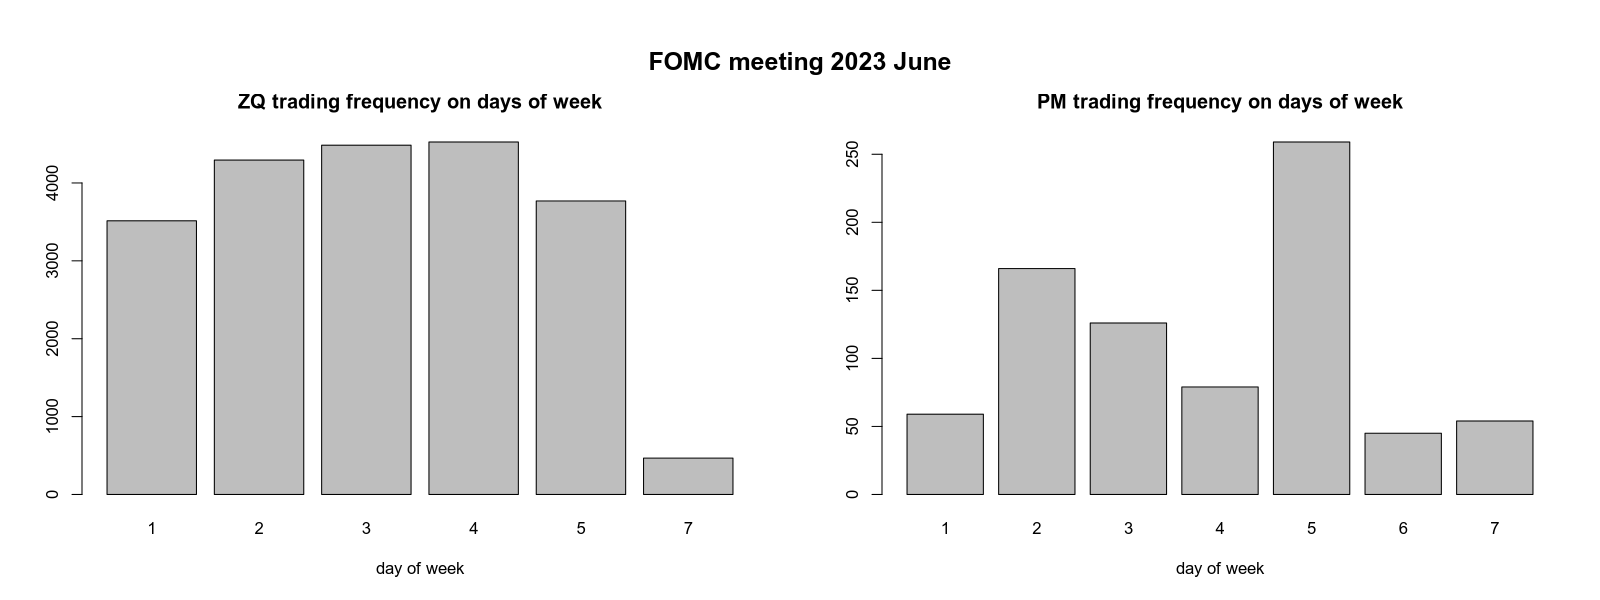 FOMC meeting 2023 June
ZQ trading frequency on days of week
4000
3000
2000
1000
0
1 2 3 4 5 7
day of week
PM trading frequency on days of week
250
200
150
100
50
0
1 2 3 4 5 6 7
day of week